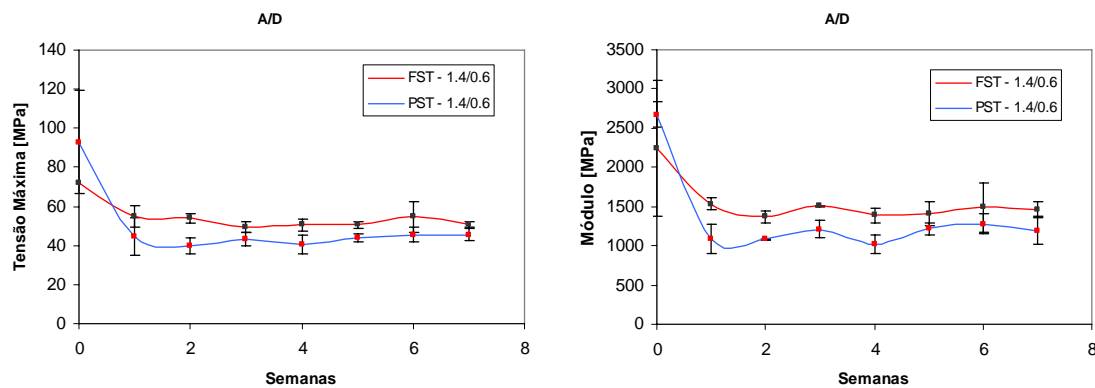 A/D
Tensão Máxima [MPa]
140
120
100
80
60
40
20
0
FST - 1.4/0.6
PST - 1.4/0.6
0 2 4 6 8
Semanas
A/D
Módulo [MPa]
3500
3000
2500
2000
1500
1000
500
0
FST - 1.4/0.6
PST - 1.4/0.6
0 2 4 6 8
Semanas